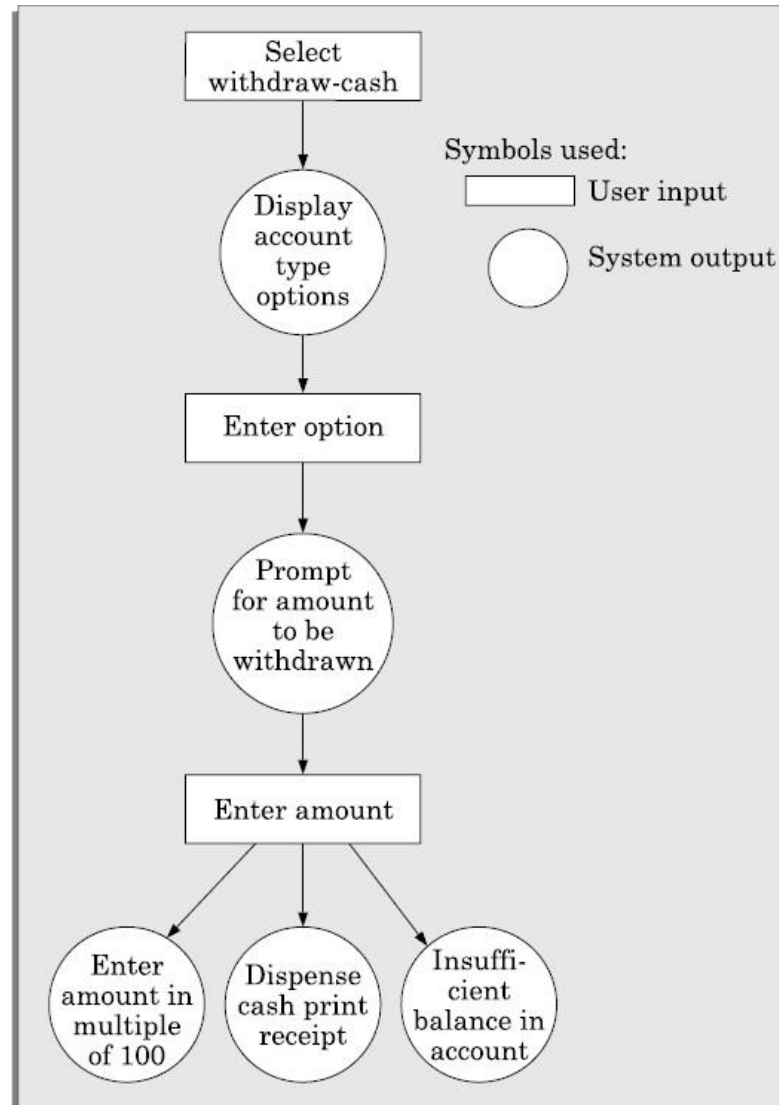 Select
withdraw-cash
Symbols used:
User input
System output
Display
account
type
options
Enter option
Prompt
for amount
to be
withdrawn
Enter amount
Enter
amount in
multiple
of 100
Dispense
cash print
receipt
Insuffi-
cient
balance in
account